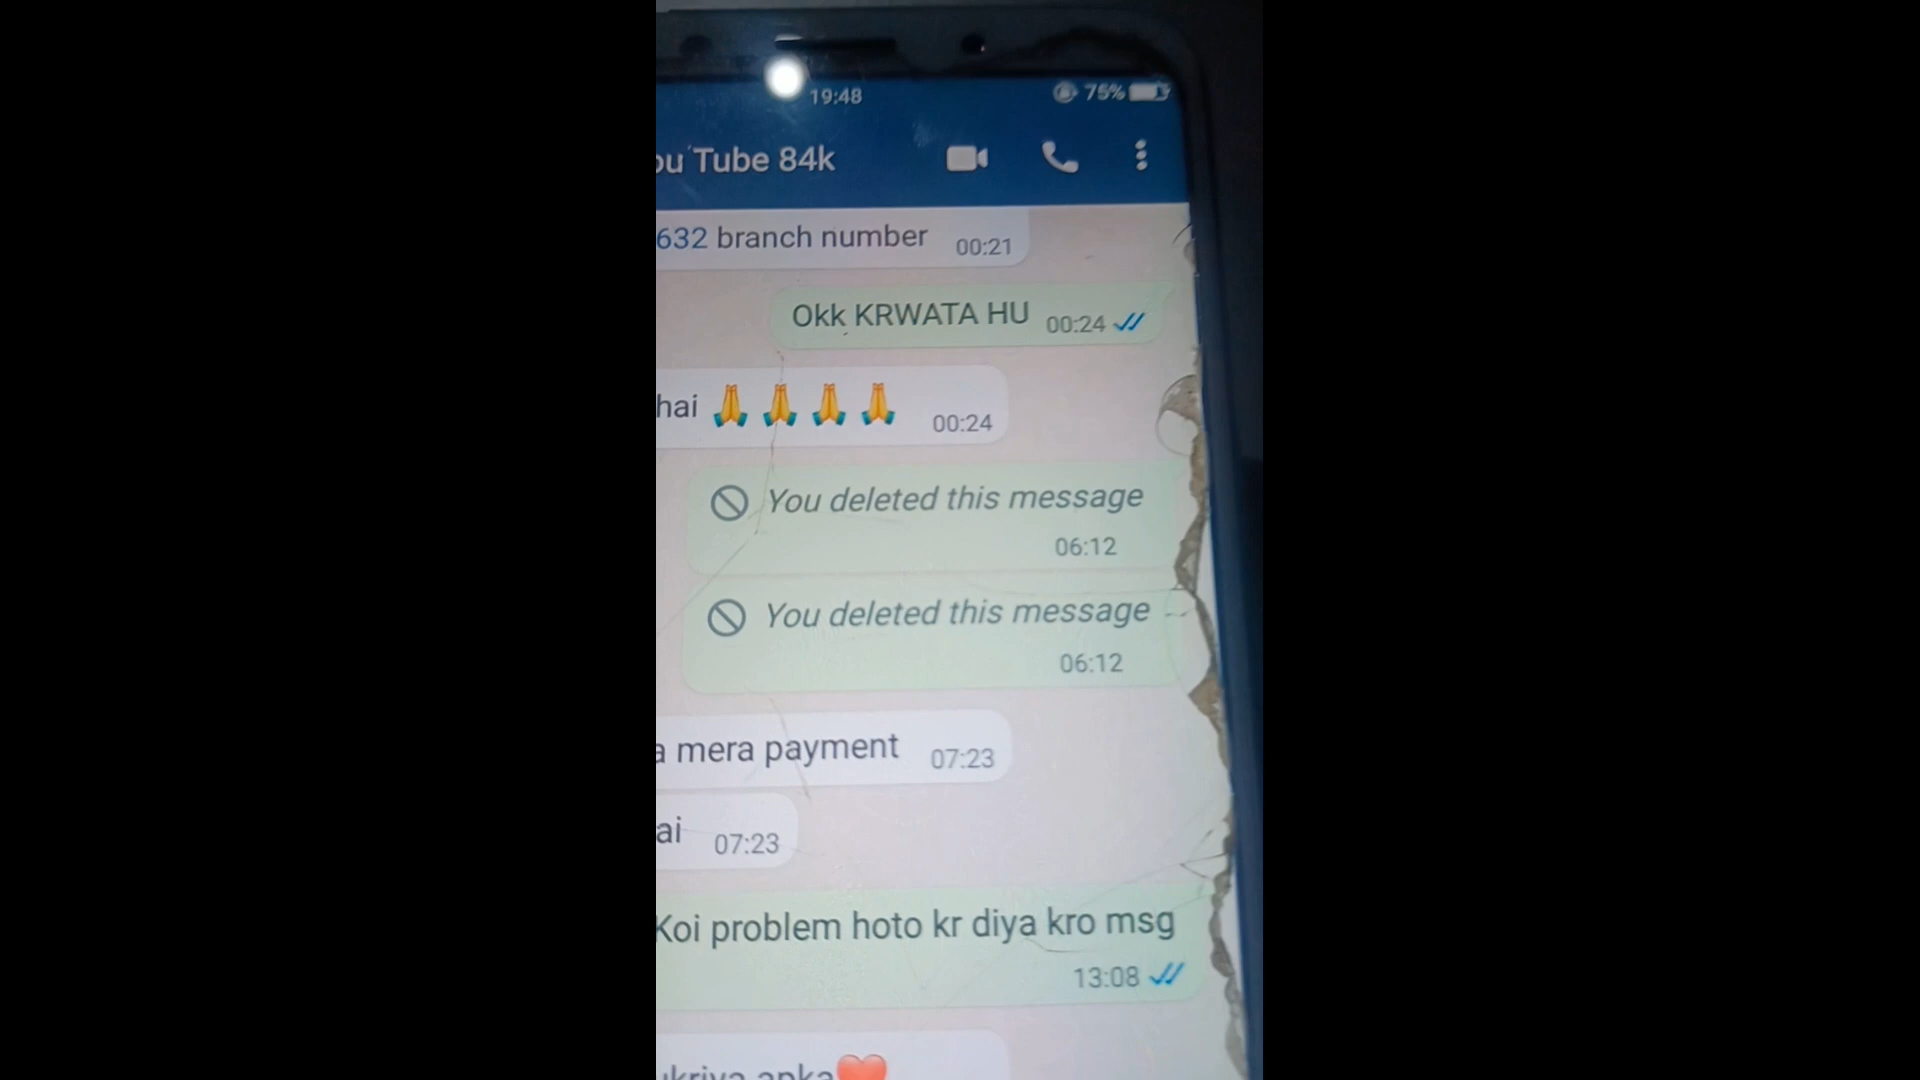 19:48 75%
ou Tube 84k
632 branch number 00:21
Okk KRWATA HU 00:24
hai 🙏🙏🙏🙏 00:24
You deleted this message
06:12
You deleted this message
06:12
a mera payment 07:23
ai 07:23
Koi problem hoto kr diya kro msg
13:08
ukriya apka❤️